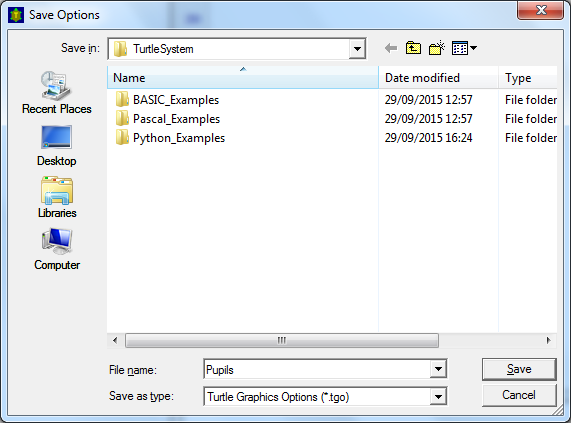 Save Options
Save in: TurtleSystem
Name Date modified Type
BASIC_Examples 29/09/2015 12:57 File folder
Pascal_Examples 29/09/2015 12:57 File folder
Python_Examples 29/09/2015 16:24 File folder
Recent Places
Desktop
Libraries
Computer
File name: Pupils Save
Save as type: Turtle Graphics Options (*.tgo) Cancel